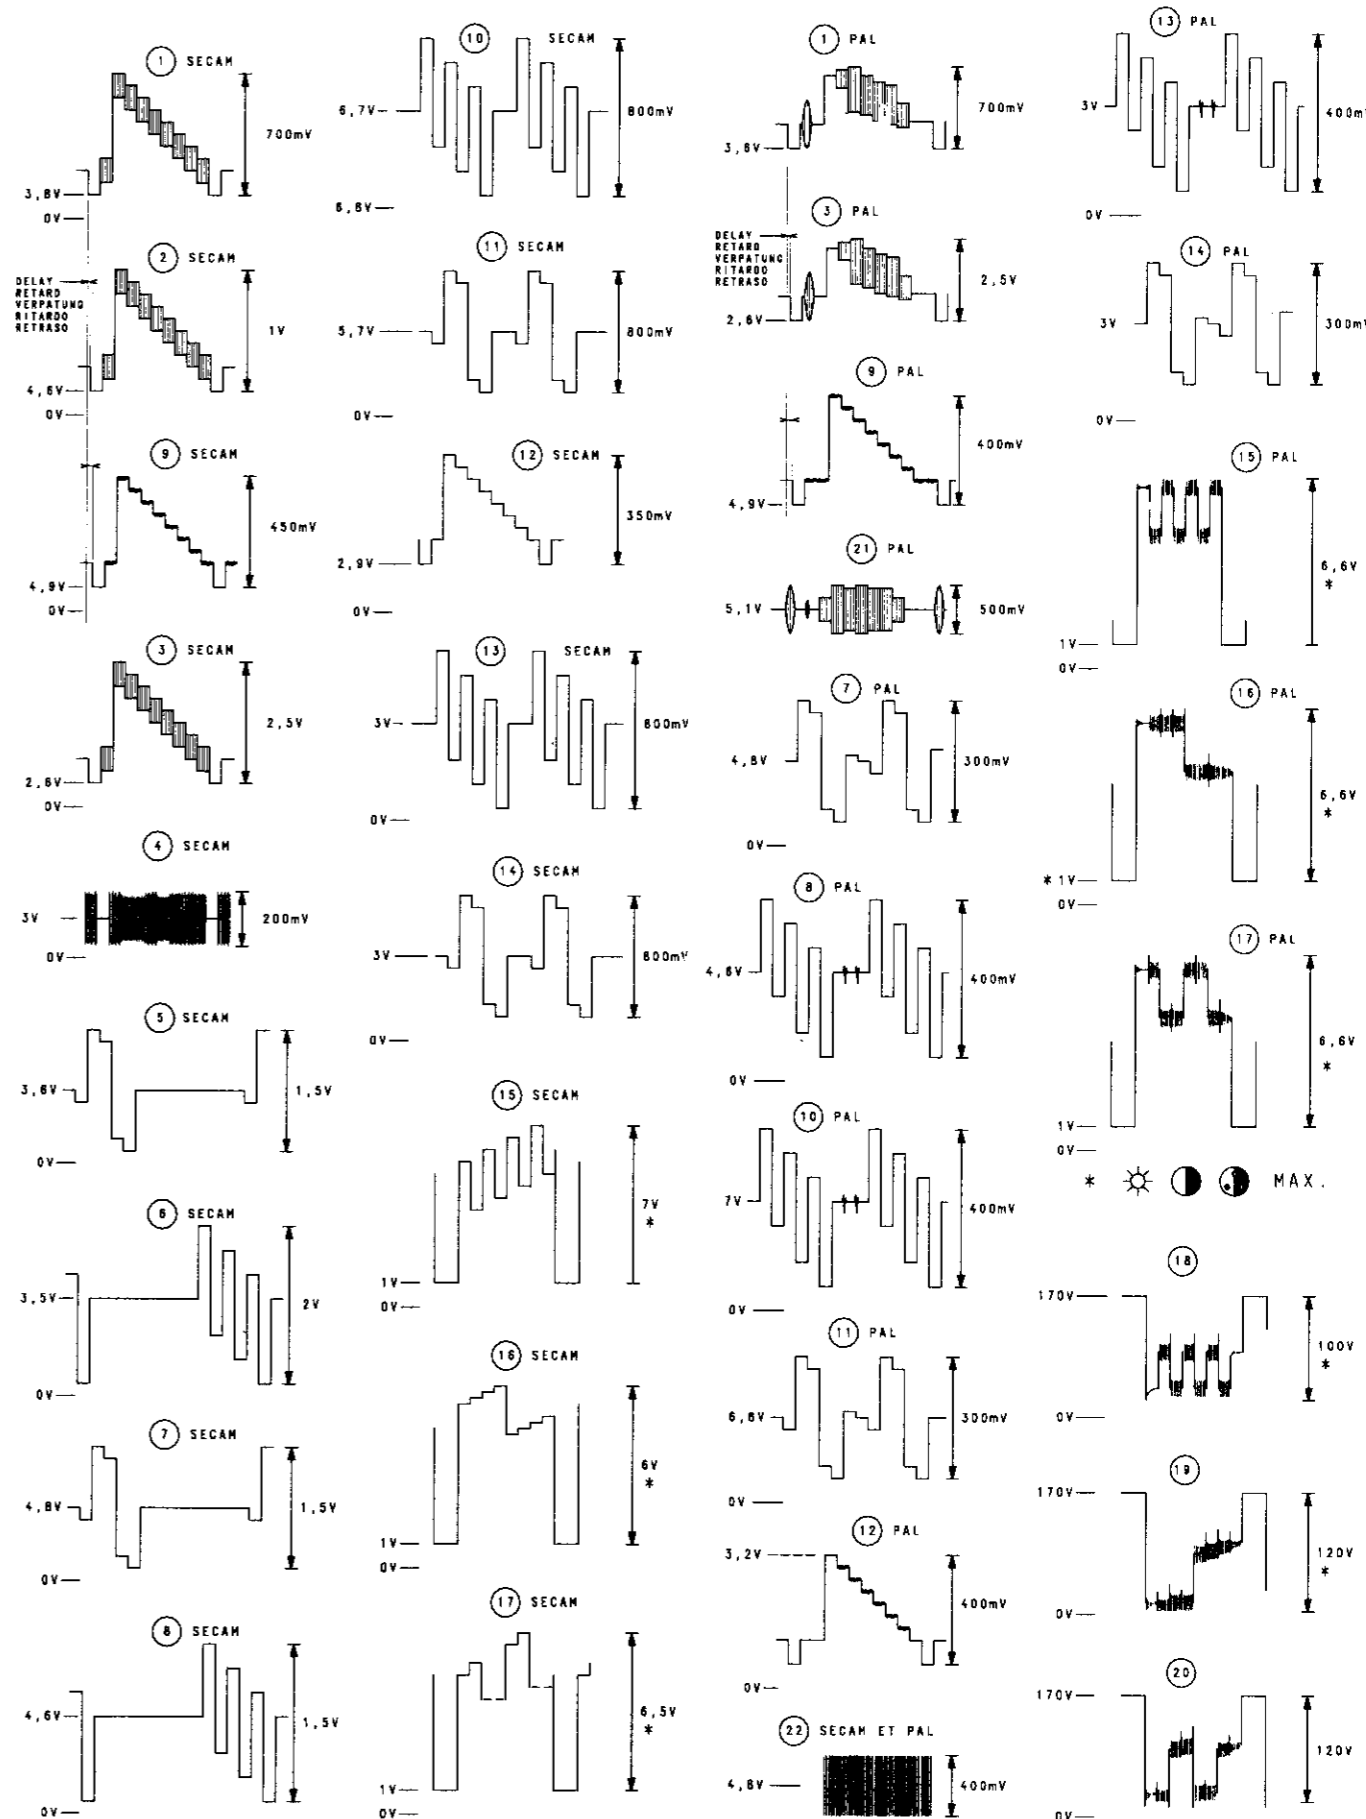 1 SECAM
700mV
3,8V
0V
DELAY
RETARD
VERPATUNG
RITARDO
RETRASO
2 SECAM
1V
4,6V
0V
9 SECAM
450mV
4,9V
0V
3 SECAM
2,5V
2,6V
0V
4 SECAM
3V
200mV
0V
5 SECAM
3,6V
1,5V
0V
6 SECAM
3,5V
2V
0V
7 SECAM
4,8V
1,5V
0V
8 SECAM
4,6V
1,5V
0V
10 SECAM
6,7V
800mV
6,6V
11 SECAM
5,7V
800mV
0V
12 SECAM
350mV
2,9V
0V
13 SECAM
3V
800mV
0V
14 SECAM
3V
800mV
0V
15 SECAM
7V
*
1V
0V
16 SECAM
6V
*
1V
0V
17 SECAM
6,5V
*
1V
0V
1 PAL
700mV
3,8V
3 PAL
DELAY
RETARD
VERPATUNG
RITARDO
RETRASO
2,5V
2,6V
9 PAL
400mV
4,9V
21 PAL
5,1V
500mV
7 PAL
4,8V
300mV
0V
8 PAL
4,6V
400mV
0V
10 PAL
7V
400mV
0V
11 PAL
6,6V
300mV
0V
12 PAL
3,2V
400mV
0V
22 SECAM ET PAL
4,8V
400mV
13 PAL
3V
400mV
0V
14 PAL
3V
300mV
0V
15 PAL
6,6V
*
1V
0V
16 PAL
6,6V
*
* 1V
0V
17 PAL
6,6V
*
1V
0V
* MAX.
18
170V
100V
*
0V
19
170V
120V
*
0V
20
170V
120V
0V